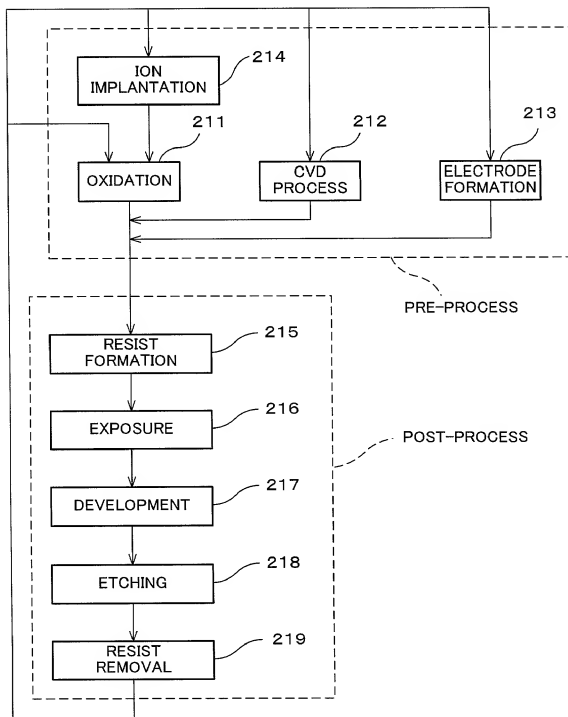 ION
IMPLANTATION
214
211
212
213
OXIDATION
CVD
PROCESS
ELECTRODE
FORMATION
PRE-PROCESS
RESIST
FORMATION
215
EXPOSURE
216
POST-PROCESS
DEVELOPMENT
217
ETCHING
218
RESIST
REMOVAL
219